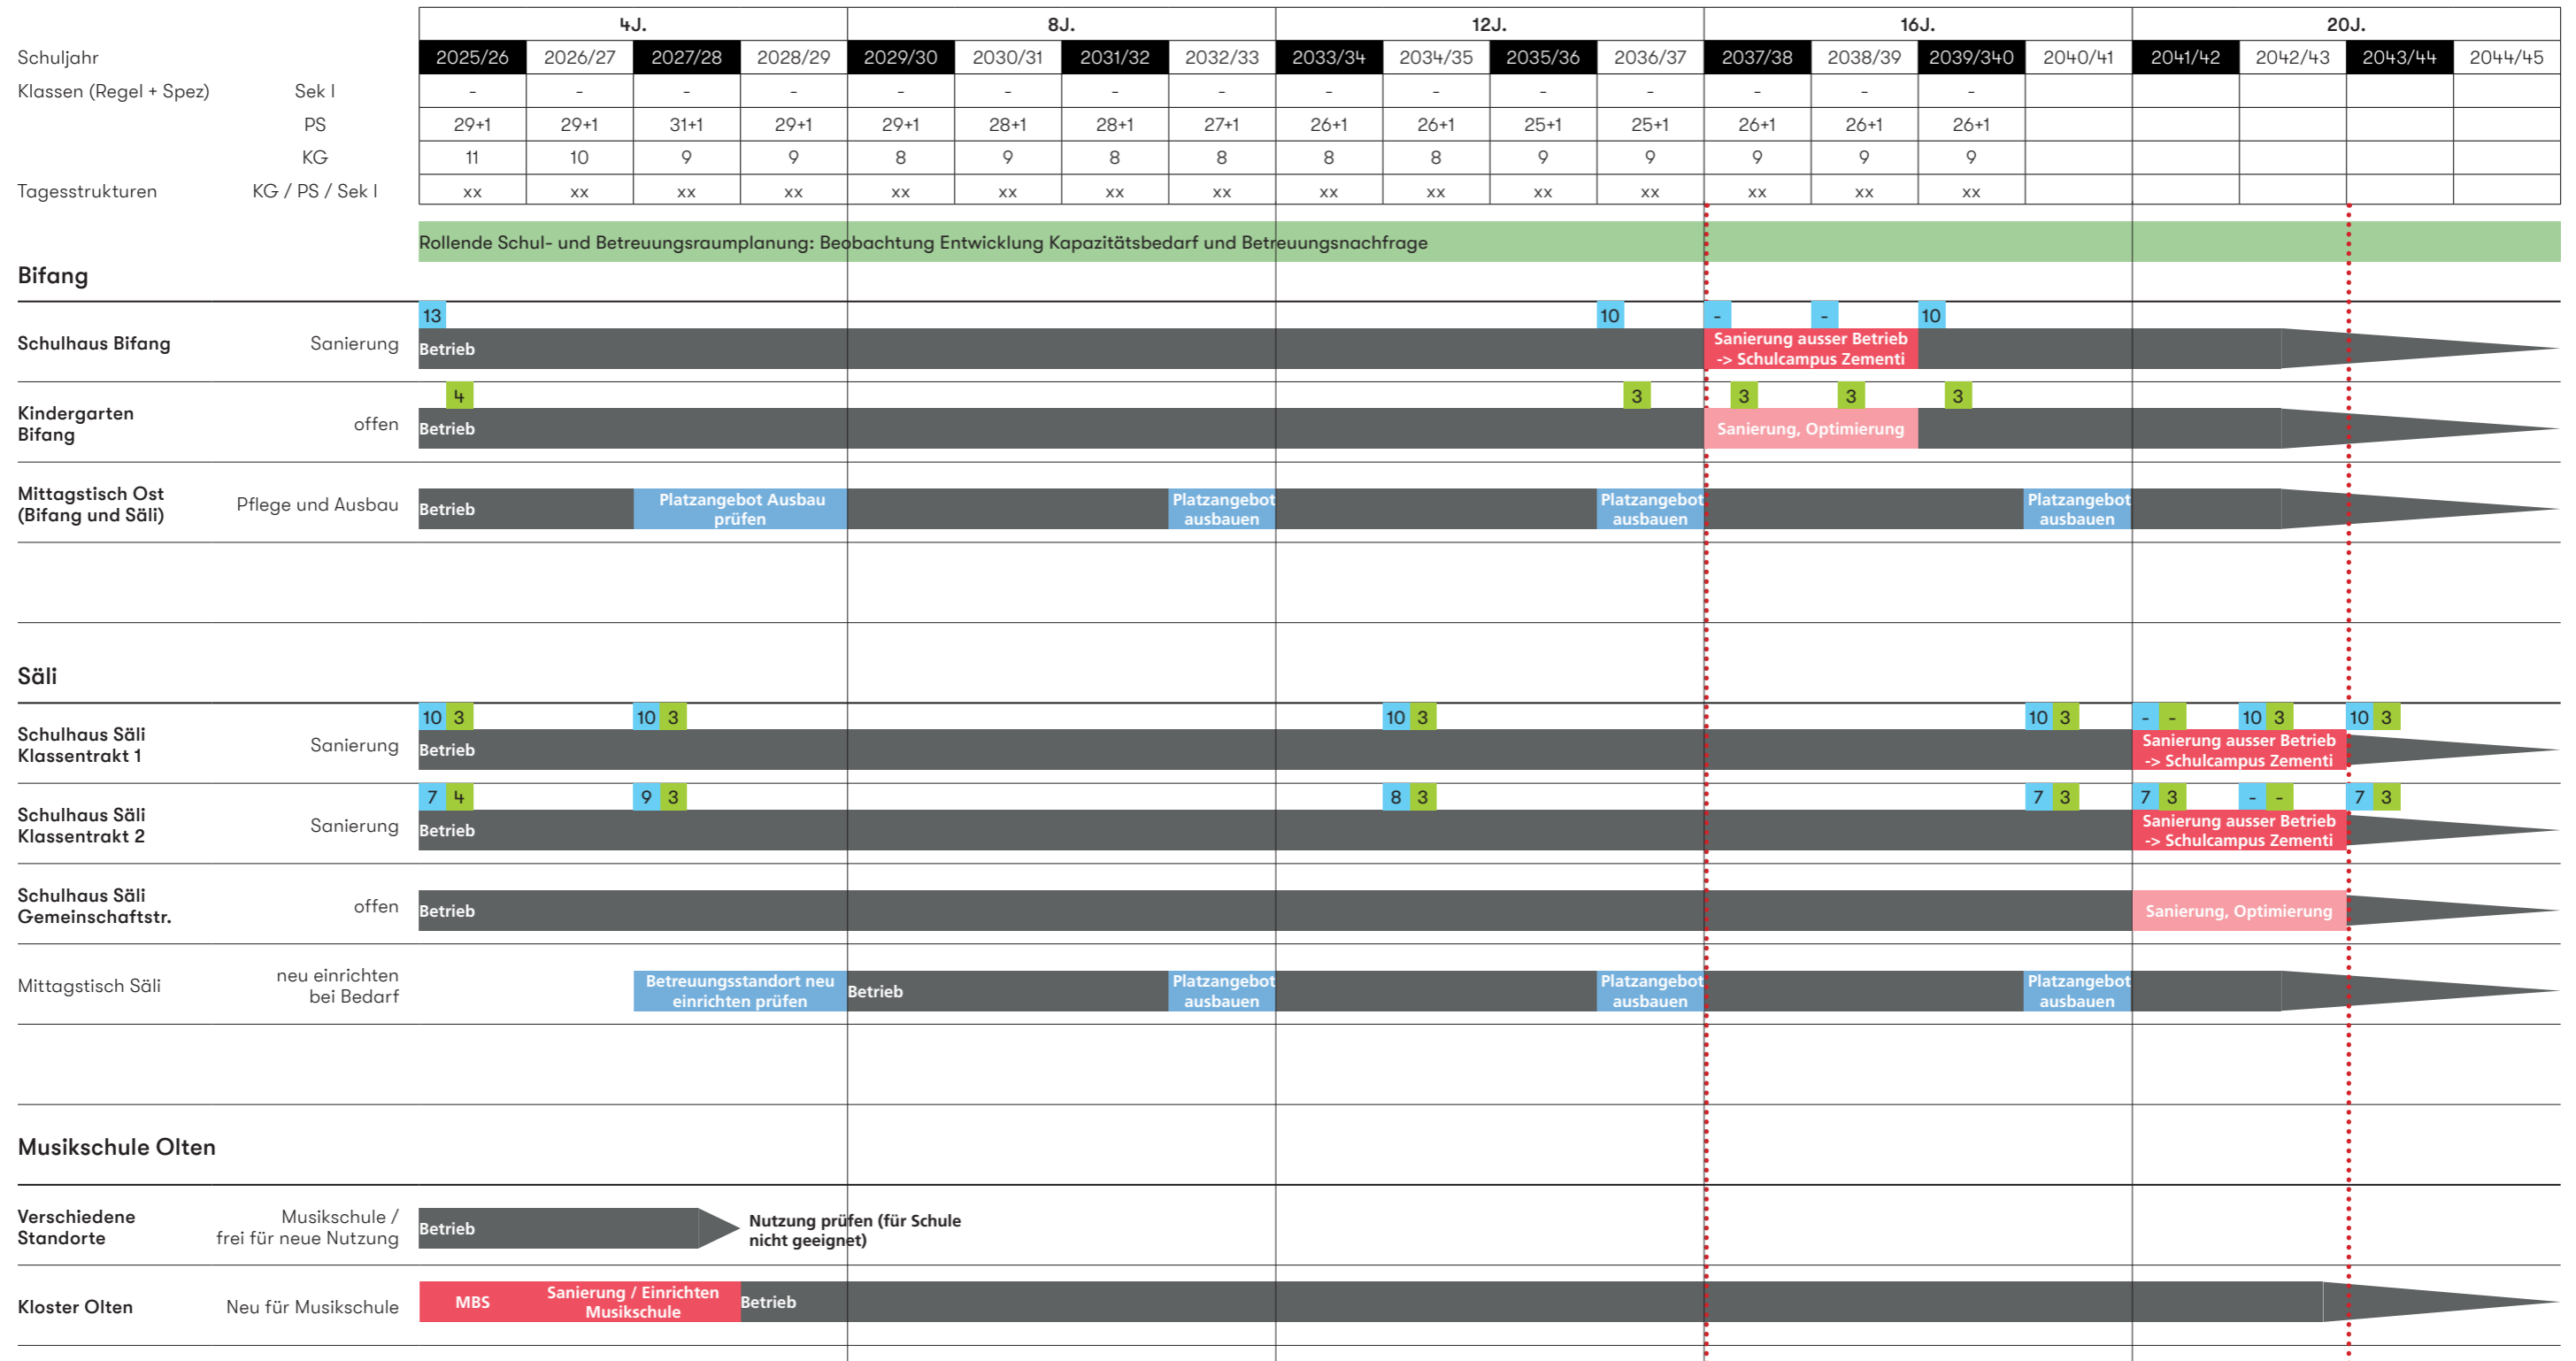 4J. 8J. 12J. 16J. 20J.
Schuljahr 2025/26 2026/27 2027/28 2028/29 2029/30 2030/31 2031/32 2032/33 2033/34 2034/35 2035/36 2036/37 2037/38 2038/39 2039/340 2040/41 2041/42 2042/43 2043/44 2044/45
Klassen (Regel + Spez) Sek I - - - - - - - - - - - - - - -
PS 29+1 29+1 31+1 29+1 29+1 28+1 28+1 27+1 26+1 26+1 25+1 25+1 26+1 26+1 26+1
KG 11 10 9 9 8 9 8 8 8 8 9 9 9 9 9
Tagesstrukturen KG / PS / Sek I xx xx xx xx xx xx xx xx xx xx xx xx xx xx xx
Rollende Schul- und Betreuungsraumplanung: Beobachtung Entwicklung Kapazitätsbedarf und Betreuungsnachfrage
Bifang
13 10 - - 10
Schulhaus Bifang Sanierung Betrieb
Sanierung ausser Betrieb
-> Schulcampus Zementi
4 3 3 3 3
Kindergarten
Bifang
offen Betrieb Sanierung, Optimierung
Mittagstisch Ost
(Bifang und Säli)
Pflege und Ausbau Betrieb
Platzangebot Ausbau
prüfen
Platzangebot
ausbauen
Platzangebot
ausbauen
Platzangebot
ausbauen
Säli
10 3 10 3 10 3 10 3 - - 10 3 10 3
Schulhaus Säli
Klassentrakt 1
Sanierung Betrieb
Sanierung ausser Betrieb
-> Schulcampus Zementi
7 4 9 3 8 3 7 3 7 3 - - 7 3
Schulhaus Säli
Klassentrakt 2
Sanierung Betrieb
Sanierung ausser Betrieb
-> Schulcampus Zementi
Schulhaus Säli
Gemeinschaftstr.
offen Betrieb Sanierung, Optimierung
Mittagstisch Säli
neu einrichten
bei Bedarf
Betreuungsstandort neu
einrichten prüfen
Betrieb
Platzangebot
ausbauen
Platzangebot
ausbauen
Platzangebot
ausbauen
Musikschule Olten
Verschiedene
Standorte
Musikschule /
frei für neue Nutzung
Betrieb
Nutzung prüfen (für Schule
nicht geeignet)
Kloster Olten Neu für Musikschule MBS
Sanierung / Einrichten
Musikschule
Betrieb